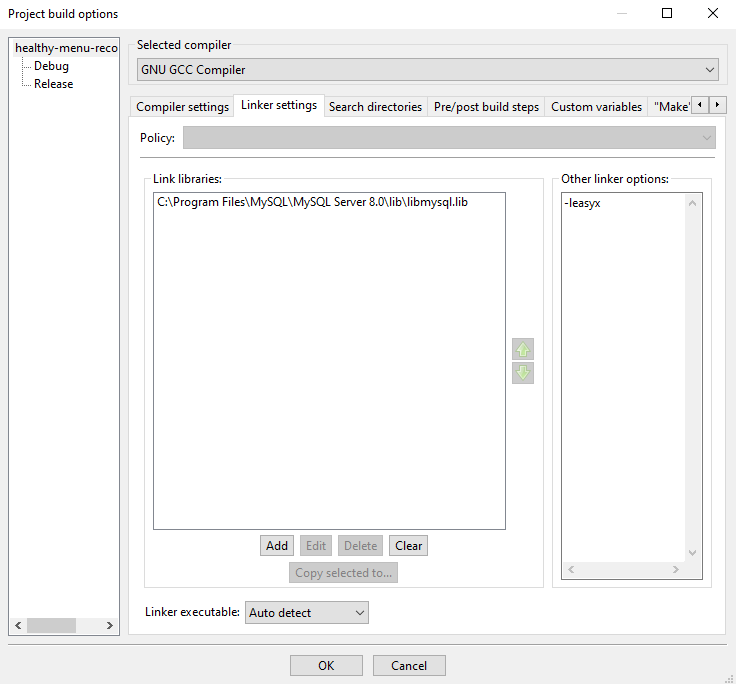 Project build options
healthy-menu-reco
Debug
Release
Selected compiler
GNU GCC Compiler
Compiler settings
Linker settings
Search directories
Pre/post build steps
Custom variables
"Make"
Policy:
Link libraries:
C:\Program Files\MySQL\MySQL Server 8.0\lib\libmysql.lib
Other linker options:
-leasyx
Add
Edit
Delete
Clear
Copy selected to...
Linker executable:
Auto detect
OK
Cancel